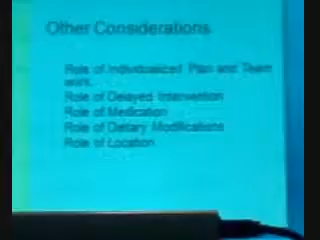 Other Considerations
Role of Individualized Plan and Team
work.
Role of Delayed Intervention
Role of Medication
Role of Dietary Modifications
Role of Location